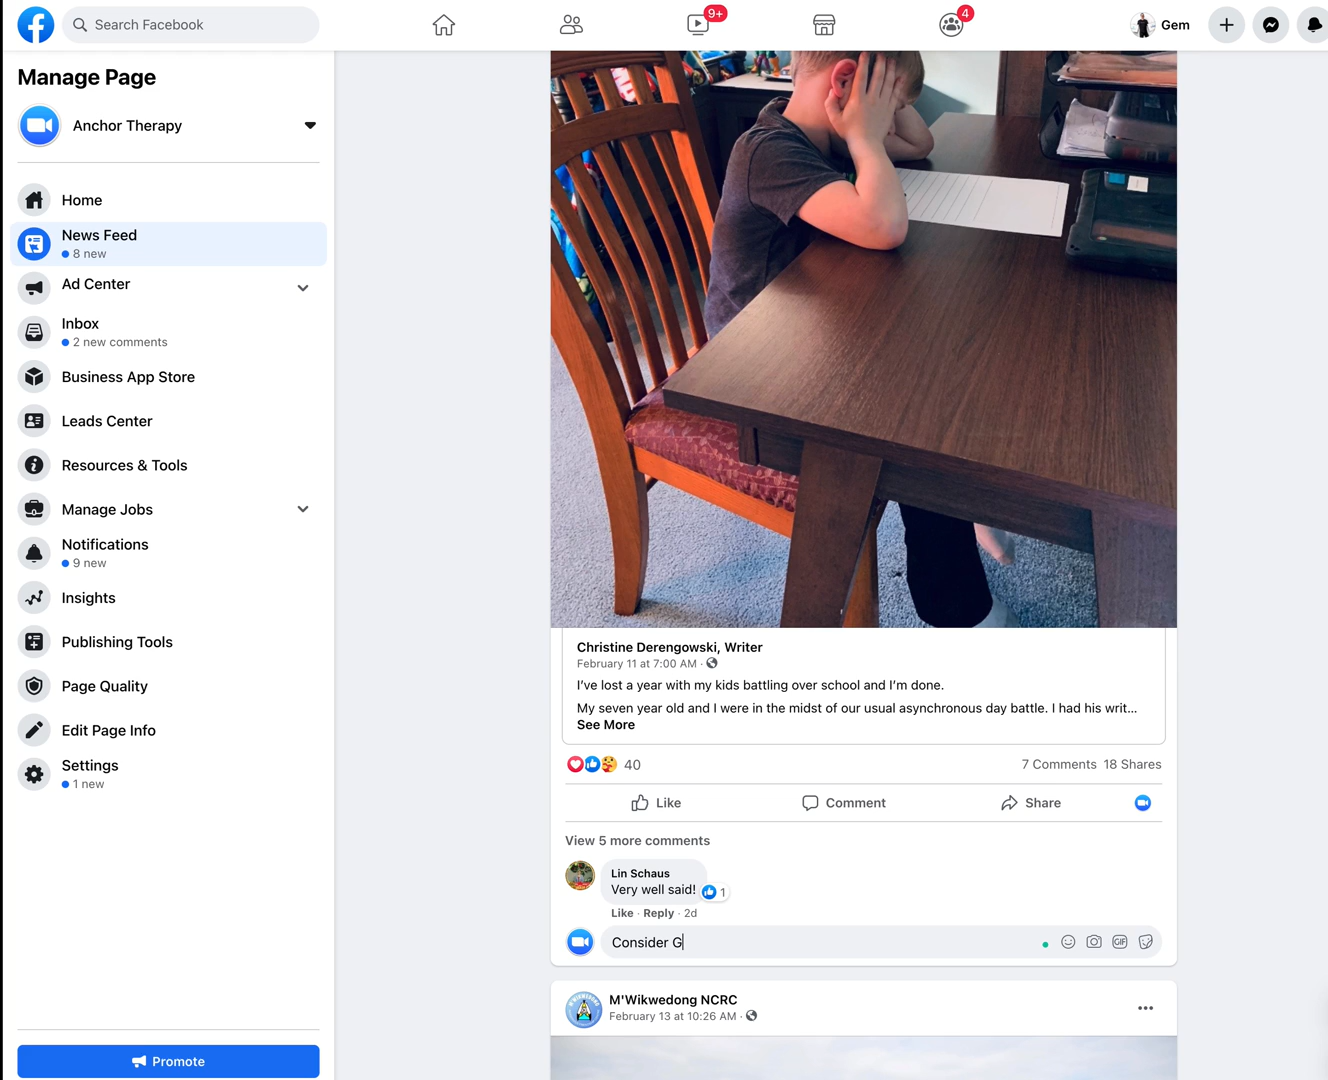 Search Facebook
9+
4
Gem
Manage Page
Anchor Therapy
Home
News Feed
8 new
Ad Center
Inbox
2 new comments
Business App Store
Leads Center
Resources & Tools
Manage Jobs
Notifications
9 new
Insights
Publishing Tools
Page Quality
Edit Page Info
Settings
1 new
Promote
Christine Derengowski, Writer
February 11 at 7:00 AM ·
I've lost a year with my kids battling over school and I'm done.
My seven year old and I were in the midst of our usual asynchronous day battle. I had his writ...
See More
40
7 Comments 18 Shares
Like
Comment
Share
View 5 more comments
Lin Schaus
Very well said!
1
Like · Reply · 2d
Consider G
GIF
M'Wikwedong NCRC
February 13 at 10:26 AM ·